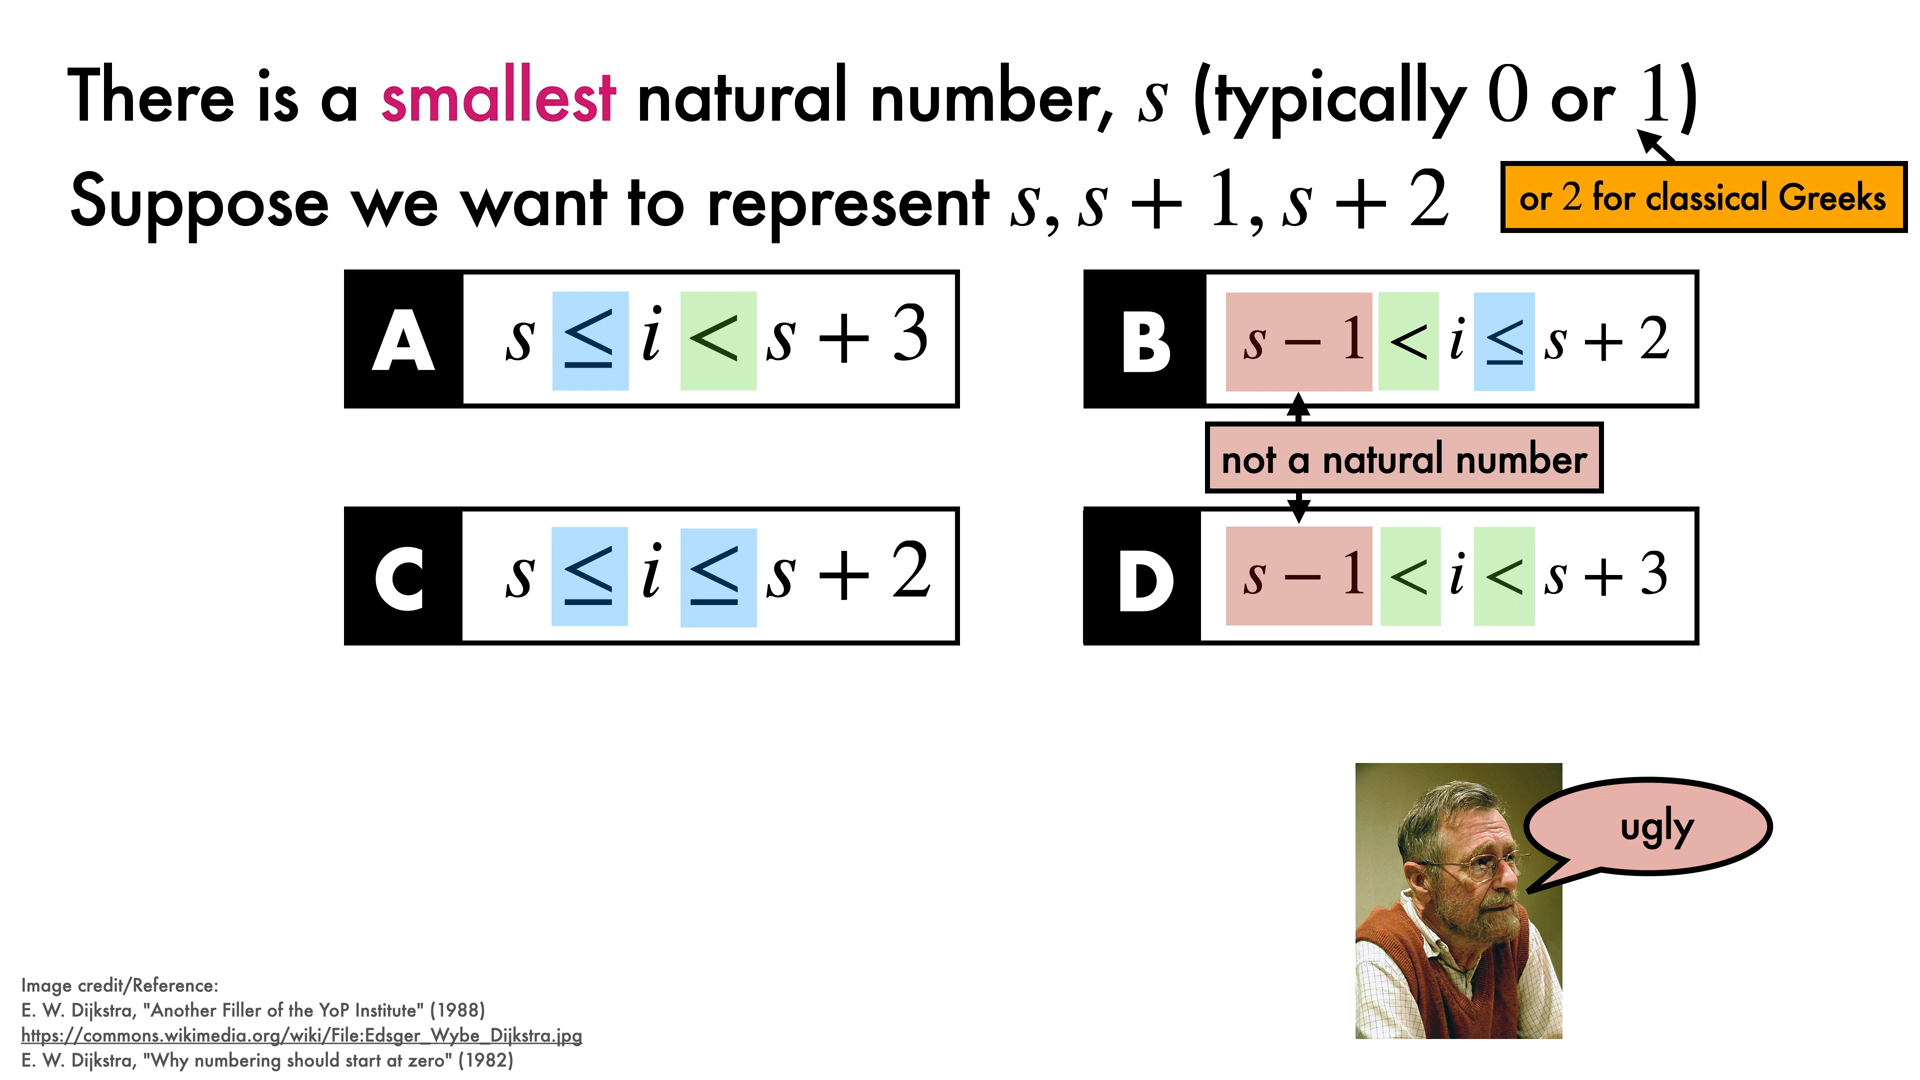 There is a smallest natural number, s (typically 0 or 1)
Suppose we want to represent s, s + 1, s + 2
or 2 for classical Greeks
A s ≤ i < s + 3
B s − 1 < i ≤ s + 2
not a natural number
C s ≤ i ≤ s + 2
D s − 1 < i < s + 3
ugly
Image credit/Reference:
E. W. Dijkstra, "Another Filler of the YoP Institute" (1988)
https://commons.wikimedia.org/wiki/File:Edsger_Wybe_Dijkstra.jpg
E. W. Dijkstra, "Why numbering should start at zero" (1982)